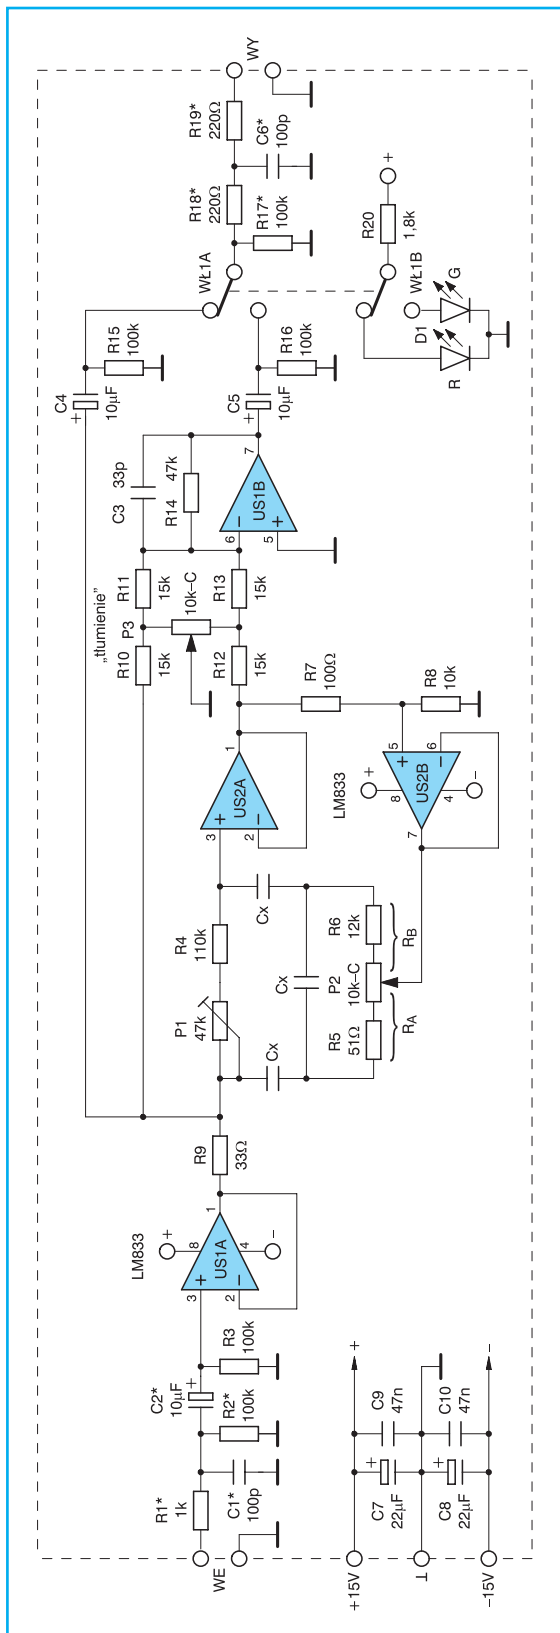 WE
R1*
1k
C1*
100p
R2*
100k
C2*
10µF
+
R3
100k
LM833
+
8
3
+
US1A
1
2
–
4
–
R9
33Ω
P1
47k
R4
110k
Cx
Cx
Cx
R5
51Ω
P2
10k–C
R6
12k
RA
RB
3
+
US2A
1
2
–
LM833
+
8
5
+
US2B
7
6
–
4
–
R7
100Ω
R8
10k
„tłumienie”
R10
15k
P3
R11
15k
10k–C
R12
15k
R13
15k
C3
33p
R14
47k
6
–
US1B
7
5
+
C4
+
10µF
R15
100k
C5
+
10µF
R16
100k
WŁ1A
R17*
100k
R18*
220Ω
C6*
100p
R19*
220Ω
WY
R20
1,8k
+
WŁ1B
D1
R
G
+15V
⊥
–15V
C7
22µF
+
C9
47n
C8
22µF
+
C10
47n
+
–